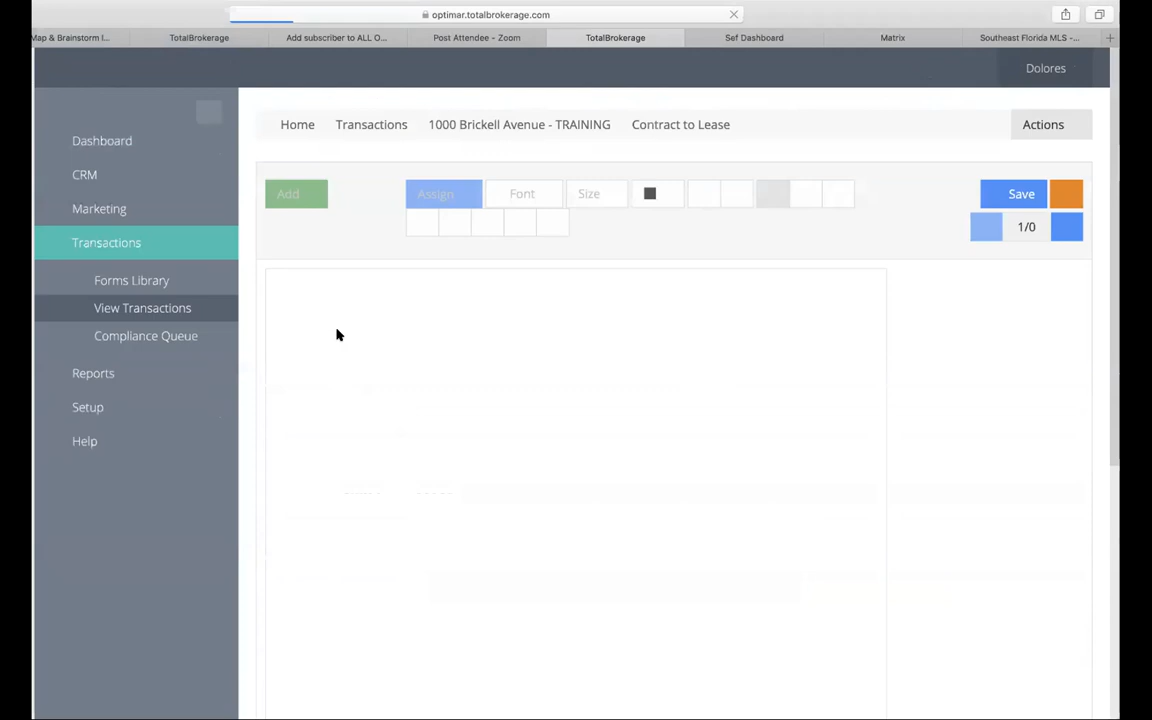 optimar.totalbrokerage.com
Map & Brainstorm I... TotalBrokerage Add subscriber to ALL O... Post Attendee - Zoom TotalBrokerage Sef Dashboard Matrix Southeast Florida MLS -...
Dolores
Dashboard
CRM
Marketing
Transactions
Forms Library
View Transactions
Compliance Queue
Reports
Setup
Help
Home Transactions 1000 Brickell Avenue - TRAINING Contract to Lease Actions
Add Assign Font Size Save
1/0